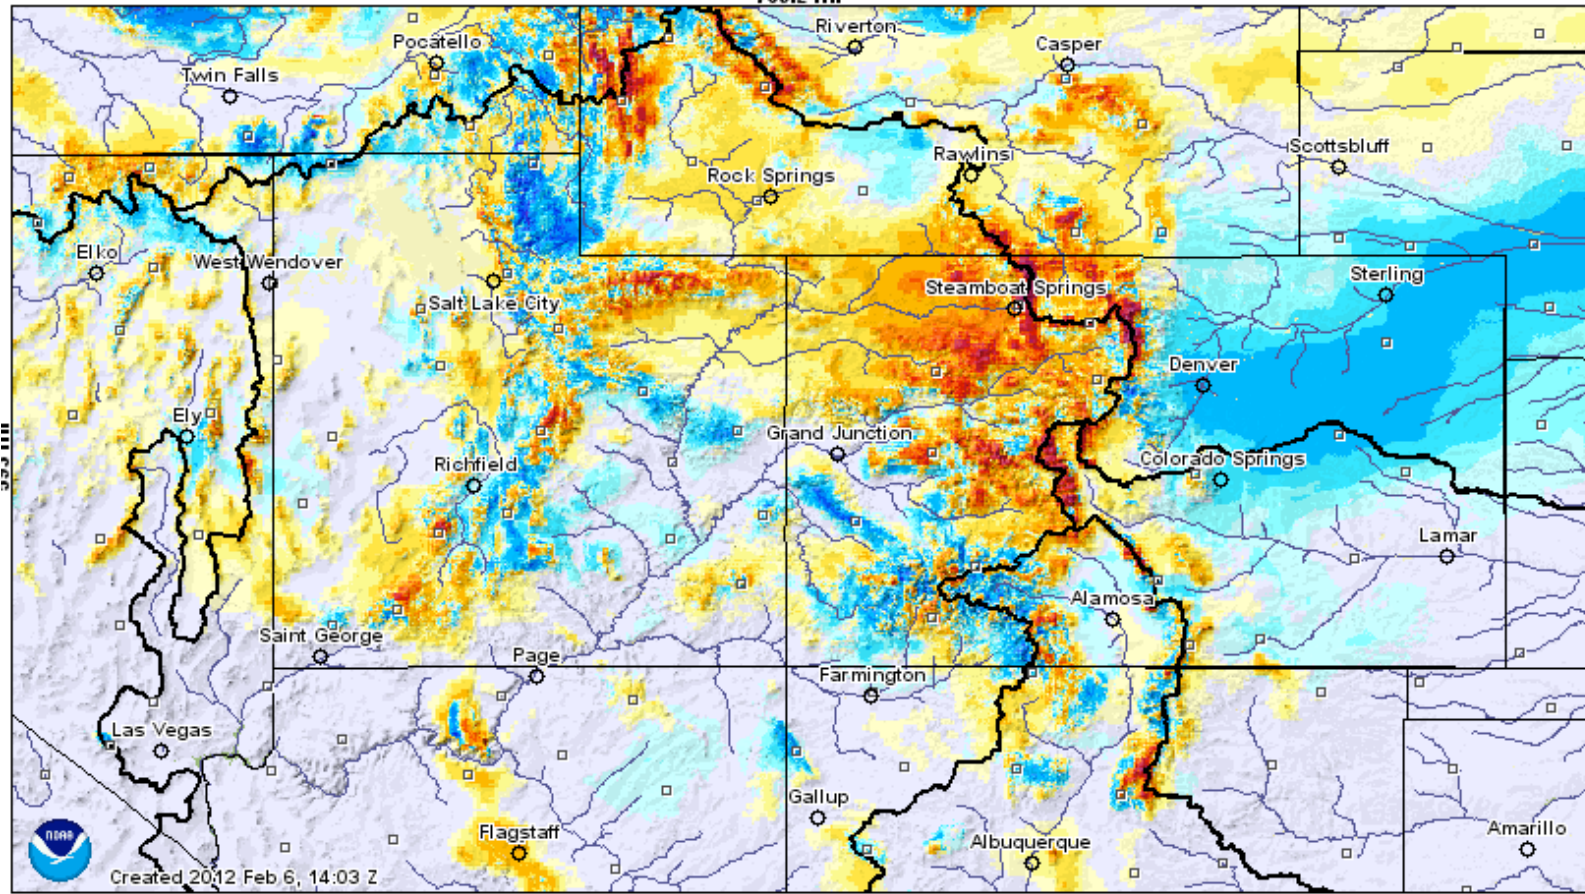 Riverton
Pocatello
Casper
Twin Falls
Scottsbluff
Rawlins
Rock Springs
Elko
West Wendover
Sterling
Steamboat Springs
Salt Lake City
Denver
Ely
Grand Junction
Richfield
Colorado Springs
Lamar
Alamosa
Saint George
Page
Farmington
Las Vegas
Gallup
Flagstaff
Amarillo
Albuquerque
NOAA
Created 2012 Feb 6, 14:03 Z